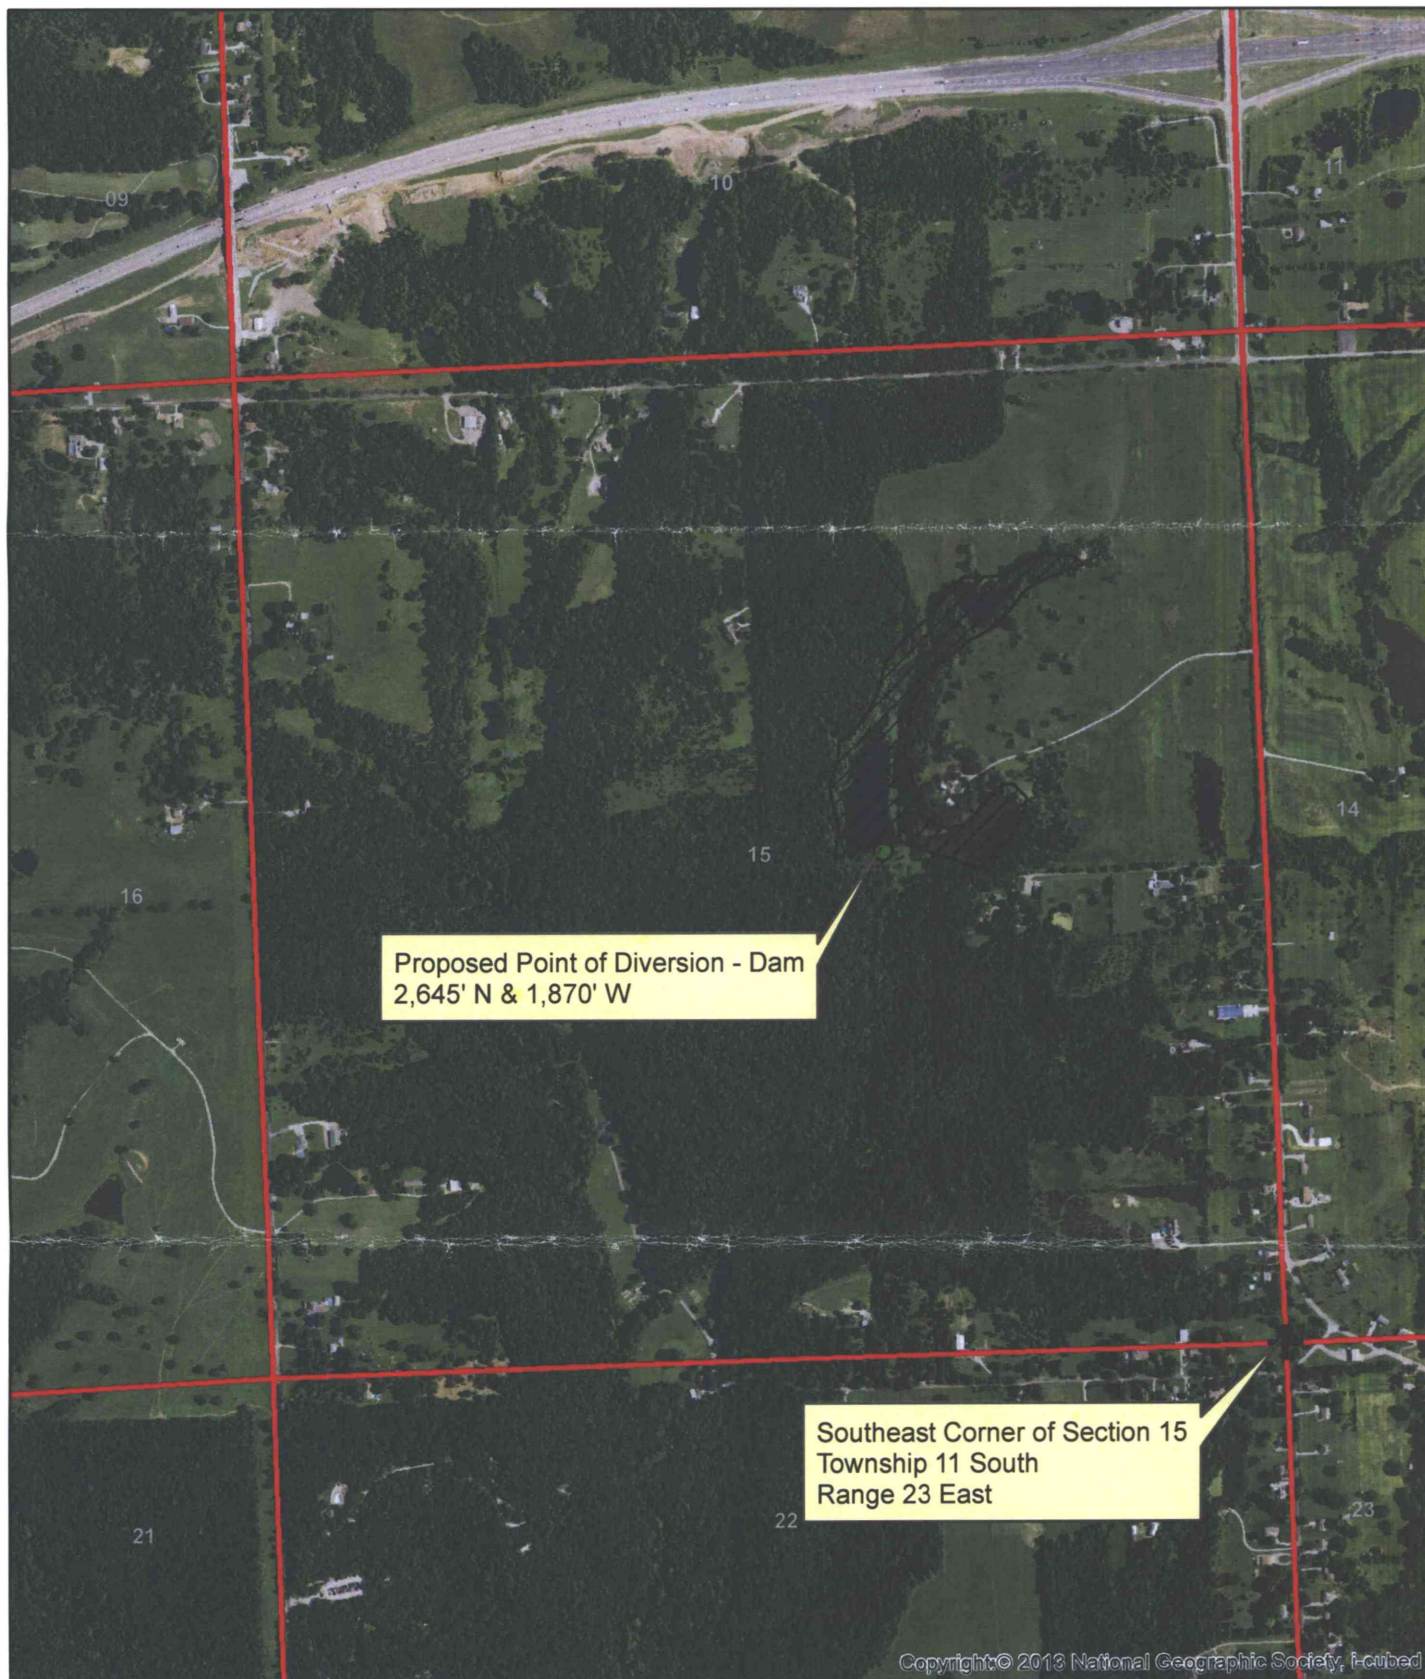 10
11
09
14
15
16
Proposed Point of Diversion - Dam
2,645' N & 1,870' W
Southeast Corner of Section 15
Township 11 South
Range 23 East
21
22
23
Copyright:© 2013 National Geographic Society, i-cubed